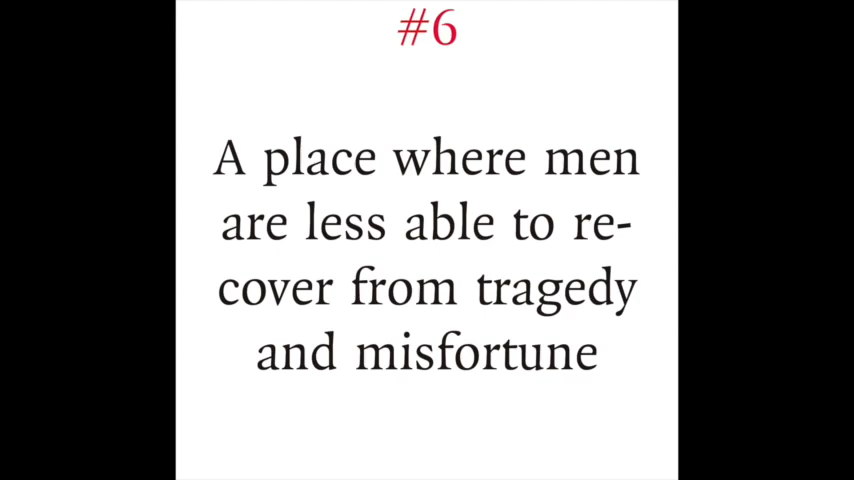 #6
A place where men
are less able to re-
cover from tragedy
and misfortune